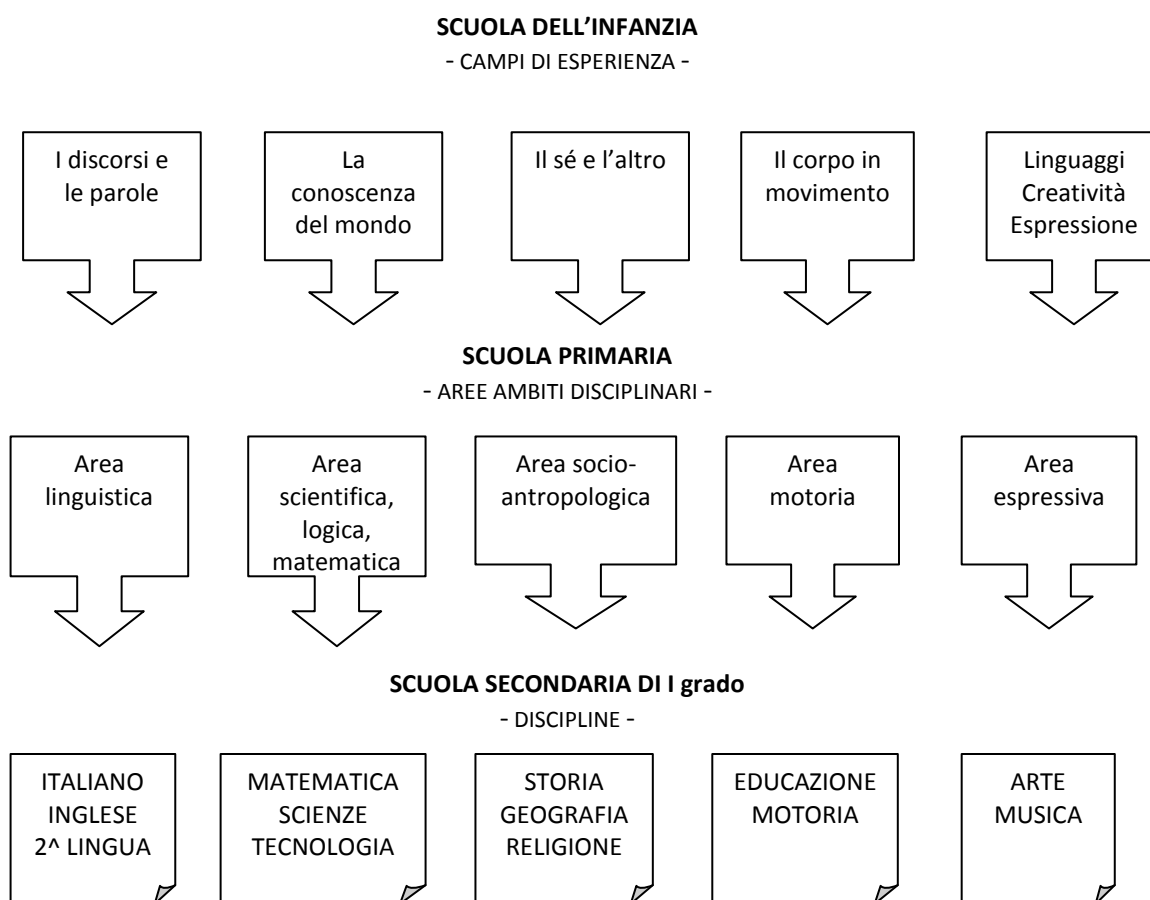 SCUOLA DELL’INFANZIA
- CAMPI DI ESPERIENZA -
I discorsi e
le parole
La
conoscenza
del mondo
Il sé e l’altro
Il corpo in
movimento
Linguaggi
Creatività
Espressione
SCUOLA PRIMARIA
- AREE AMBITI DISCIPLINARI -
Area
linguistica
Area
scientifica,
logica,
matematica
Area socio-
antropologica
Area
motoria
Area
espressiva
SCUOLA SECONDARIA DI I grado
- DISCIPLINE -
ITALIANO
INGLESE
2^ LINGUA
MATEMATICA
SCIENZE
TECNOLOGIA
STORIA
GEOGRAFIA
RELIGIONE
EDUCAZIONE
MOTORIA
ARTE
MUSICA